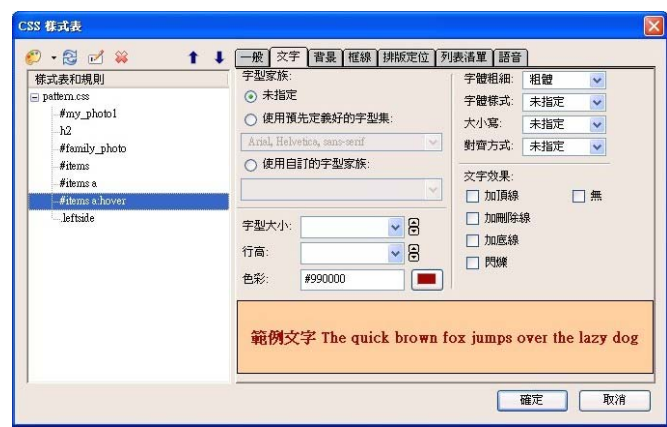 CSS 樣式表
一般 文字 背景 框線 排版定位 列表清單 語音
樣式表和規則
pattern.css
#my_photo1
h2
#family_photo
#items
#items a
#items a:hover
.leftside
字型家族:
未指定
使用預先定義好的字型集:
Arial, Helvetica, sans-serif
使用自訂的字型家族:
字型大小:
行高:
色彩: #990000
字體粗細: 粗體
字體樣式: 未指定
大小寫: 未指定
對齊方式: 未指定
文字效果:
加頂線 無
加刪除線
加底線
閃爍
範例文字 The quick brown fox jumps over the lazy dog
確定 取消